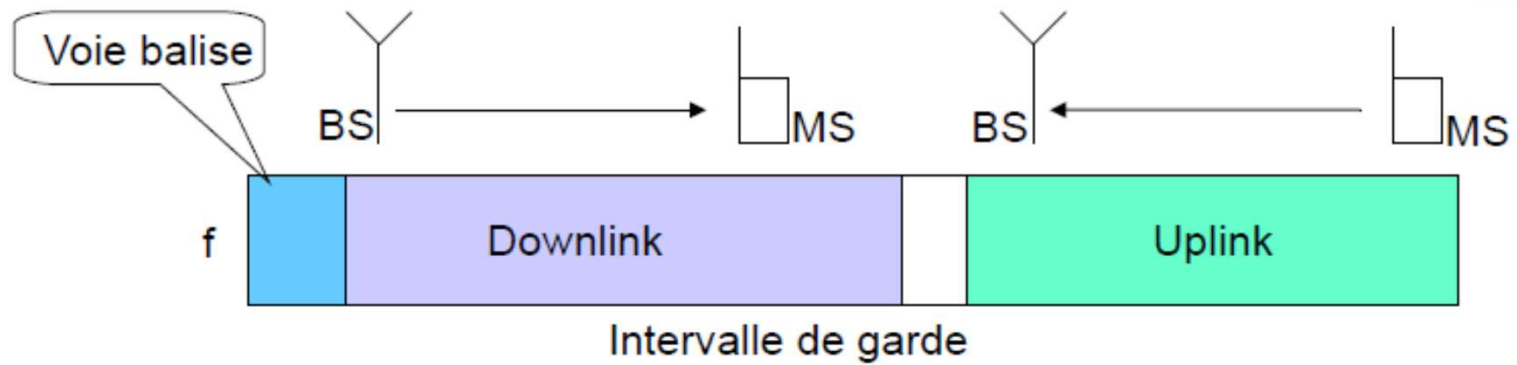 Voie balise
BS
MS
BS
MS
f
Downlink
Uplink
Intervalle de garde